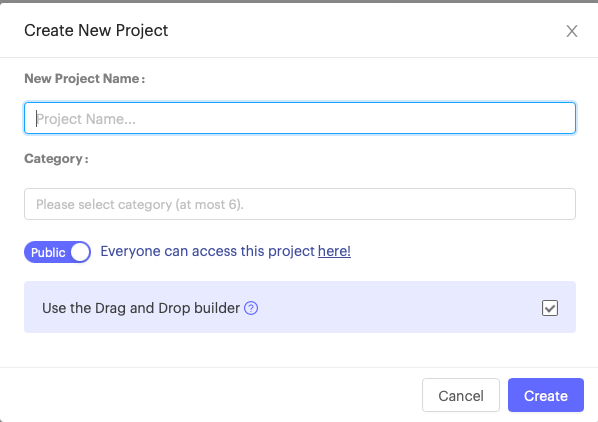 Create New Project
New Project Name:
Project Name...
Category:
Please select category (at most 6).
Public Everyone can access this project here!
Use the Drag and Drop builder ?
Cancel Create